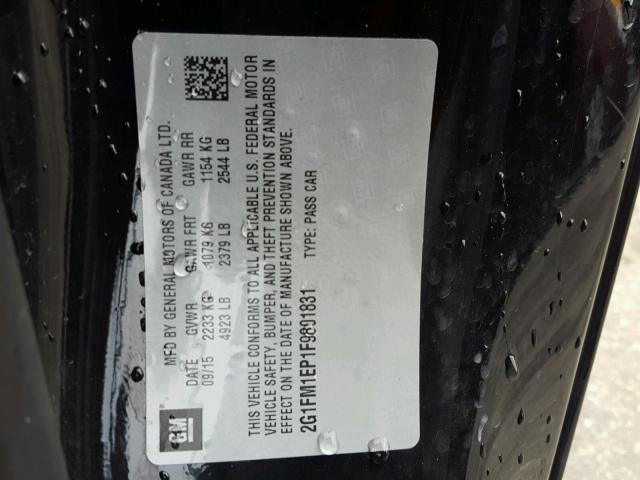 MFD BY GENERAL MOTORS OF CANADA LTD.
DATE GVWR GAWR FRT GAWR RR
09/15 2233 KG 1079 KG 1154 KG
4923 LB 2379 LB 2544 LB
THIS VEHICLE CONFORMS TO ALL APPLICABLE U.S. FEDERAL MOTOR
VEHICLE SAFETY, BUMPER, AND THEFT PREVENTION STANDARDS IN
EFFECT ON THE DATE OF MANUFACTURE SHOWN ABOVE.
2G1FM1EP1F9801831 TYPE: PASS CAR
GM